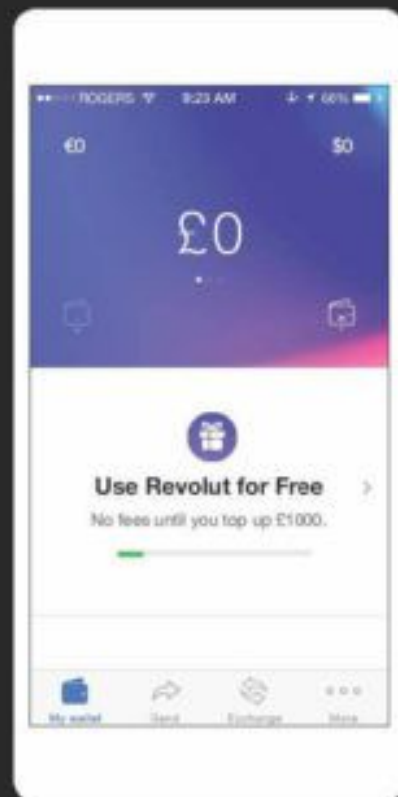 ROGERS 9:23 AM 66%
€0 $0
£0
Use Revolut for Free
No fees until you top up £1000.
My wallet Send Exchange More